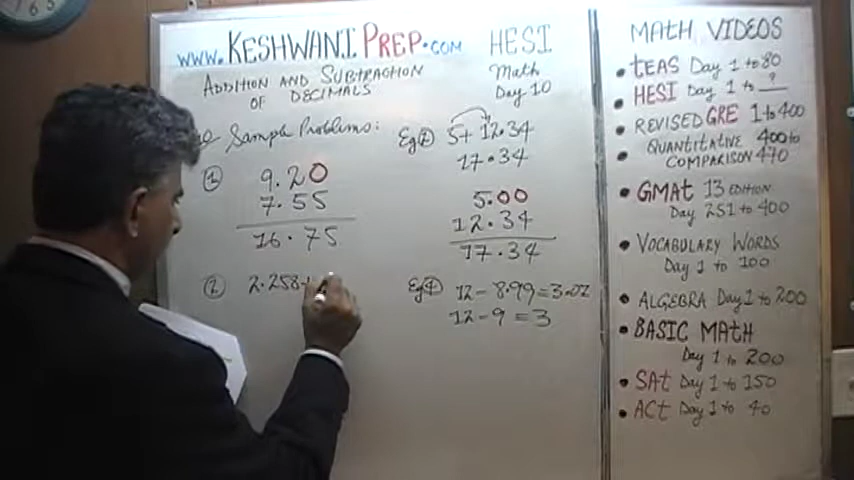 www.KESHWANI PREP.COM
HESI
ADDITION AND SUBTRACTION
OF DECIMALS
Math
Day 10
Sample Problems:
① 9.20
7.55
16.75
② 2.258+
Eg② 5+ 12.34
17.34
5.00
12.34
17.34
Eg④ 12-8.99=3.01
12-9=3
MATH VIDEOS
• TEAS Day 1 to 80
• HESI Day 1 to ?
• REVISED GRE 1 to 400
• QUANTITATIVE 400 to
COMPARISON 470
• GMAT 13 EDITION
Day 251 to 400
• VOCABULARY WORDS
Day 1 to 100
• ALGEBRA Day 1 to 200
• BASIC MATH
Day 1 to 200
• SAT Day 1 to 150
• ACT Day 1 to 40